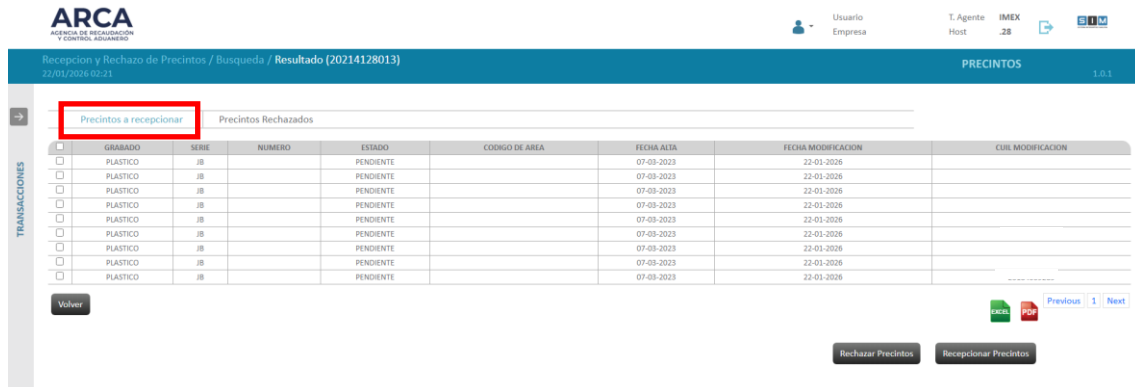 ARCA
AGENCIA DE RECAUDACIÓN
Y CONTROL ADUANERO
Usuario
Empresa
T. Agente IMEX
Host .28
SIM
Recepcion y Rechazo de Precintos / Busqueda / Resultado (20214128013)
22/01/2026 02:21
PRECINTOS
1.0.1
TRANSACCIONES
Precintos a recepcionar Precintos Rechazados
GRABADO SERIE NUMERO ESTADO CODIGO DE AREA FECHA ALTA FECHA MODIFICACION CUIL MODIFICACION
PLASTICO JB PENDIENTE 07-03-2023 22-01-2026
PLASTICO JB PENDIENTE 07-03-2023 22-01-2026
PLASTICO JB PENDIENTE 07-03-2023 22-01-2026
PLASTICO JB PENDIENTE 07-03-2023 22-01-2026
PLASTICO JB PENDIENTE 07-03-2023 22-01-2026
PLASTICO JB PENDIENTE 07-03-2023 22-01-2026
PLASTICO JB PENDIENTE 07-03-2023 22-01-2026
PLASTICO JB PENDIENTE 07-03-2023 22-01-2026
PLASTICO JB PENDIENTE 07-03-2023 22-01-2026
Volver
EXCEL PDF Previous 1 Next
Rechazar Precintos Recepcionar Precintos